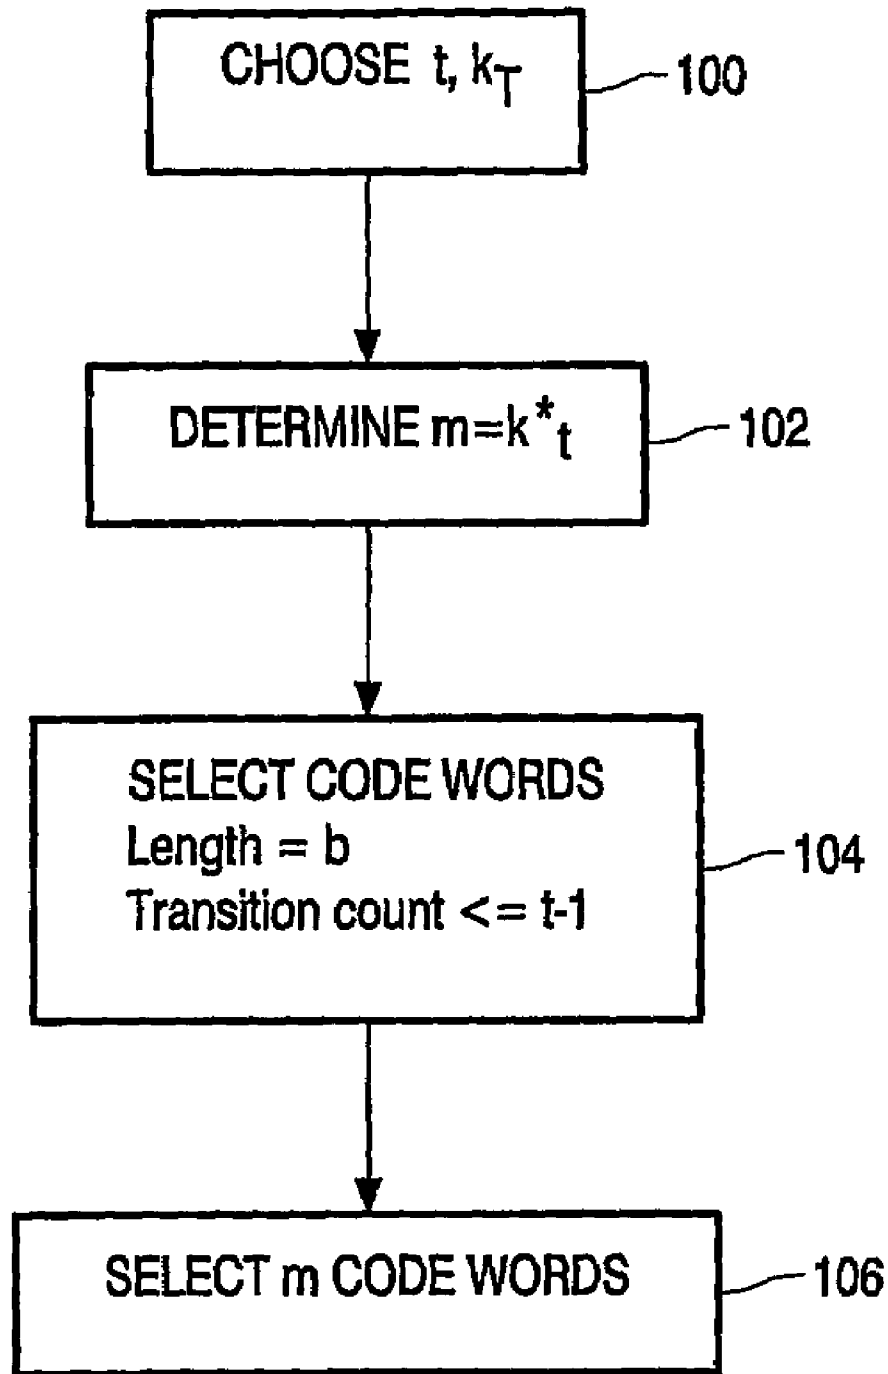 CHOOSE t, kT
100
DETERMINE m=k*t
102
SELECT CODE WORDS
Length = b
Transition count <= t-1
104
SELECT m CODE WORDS
106